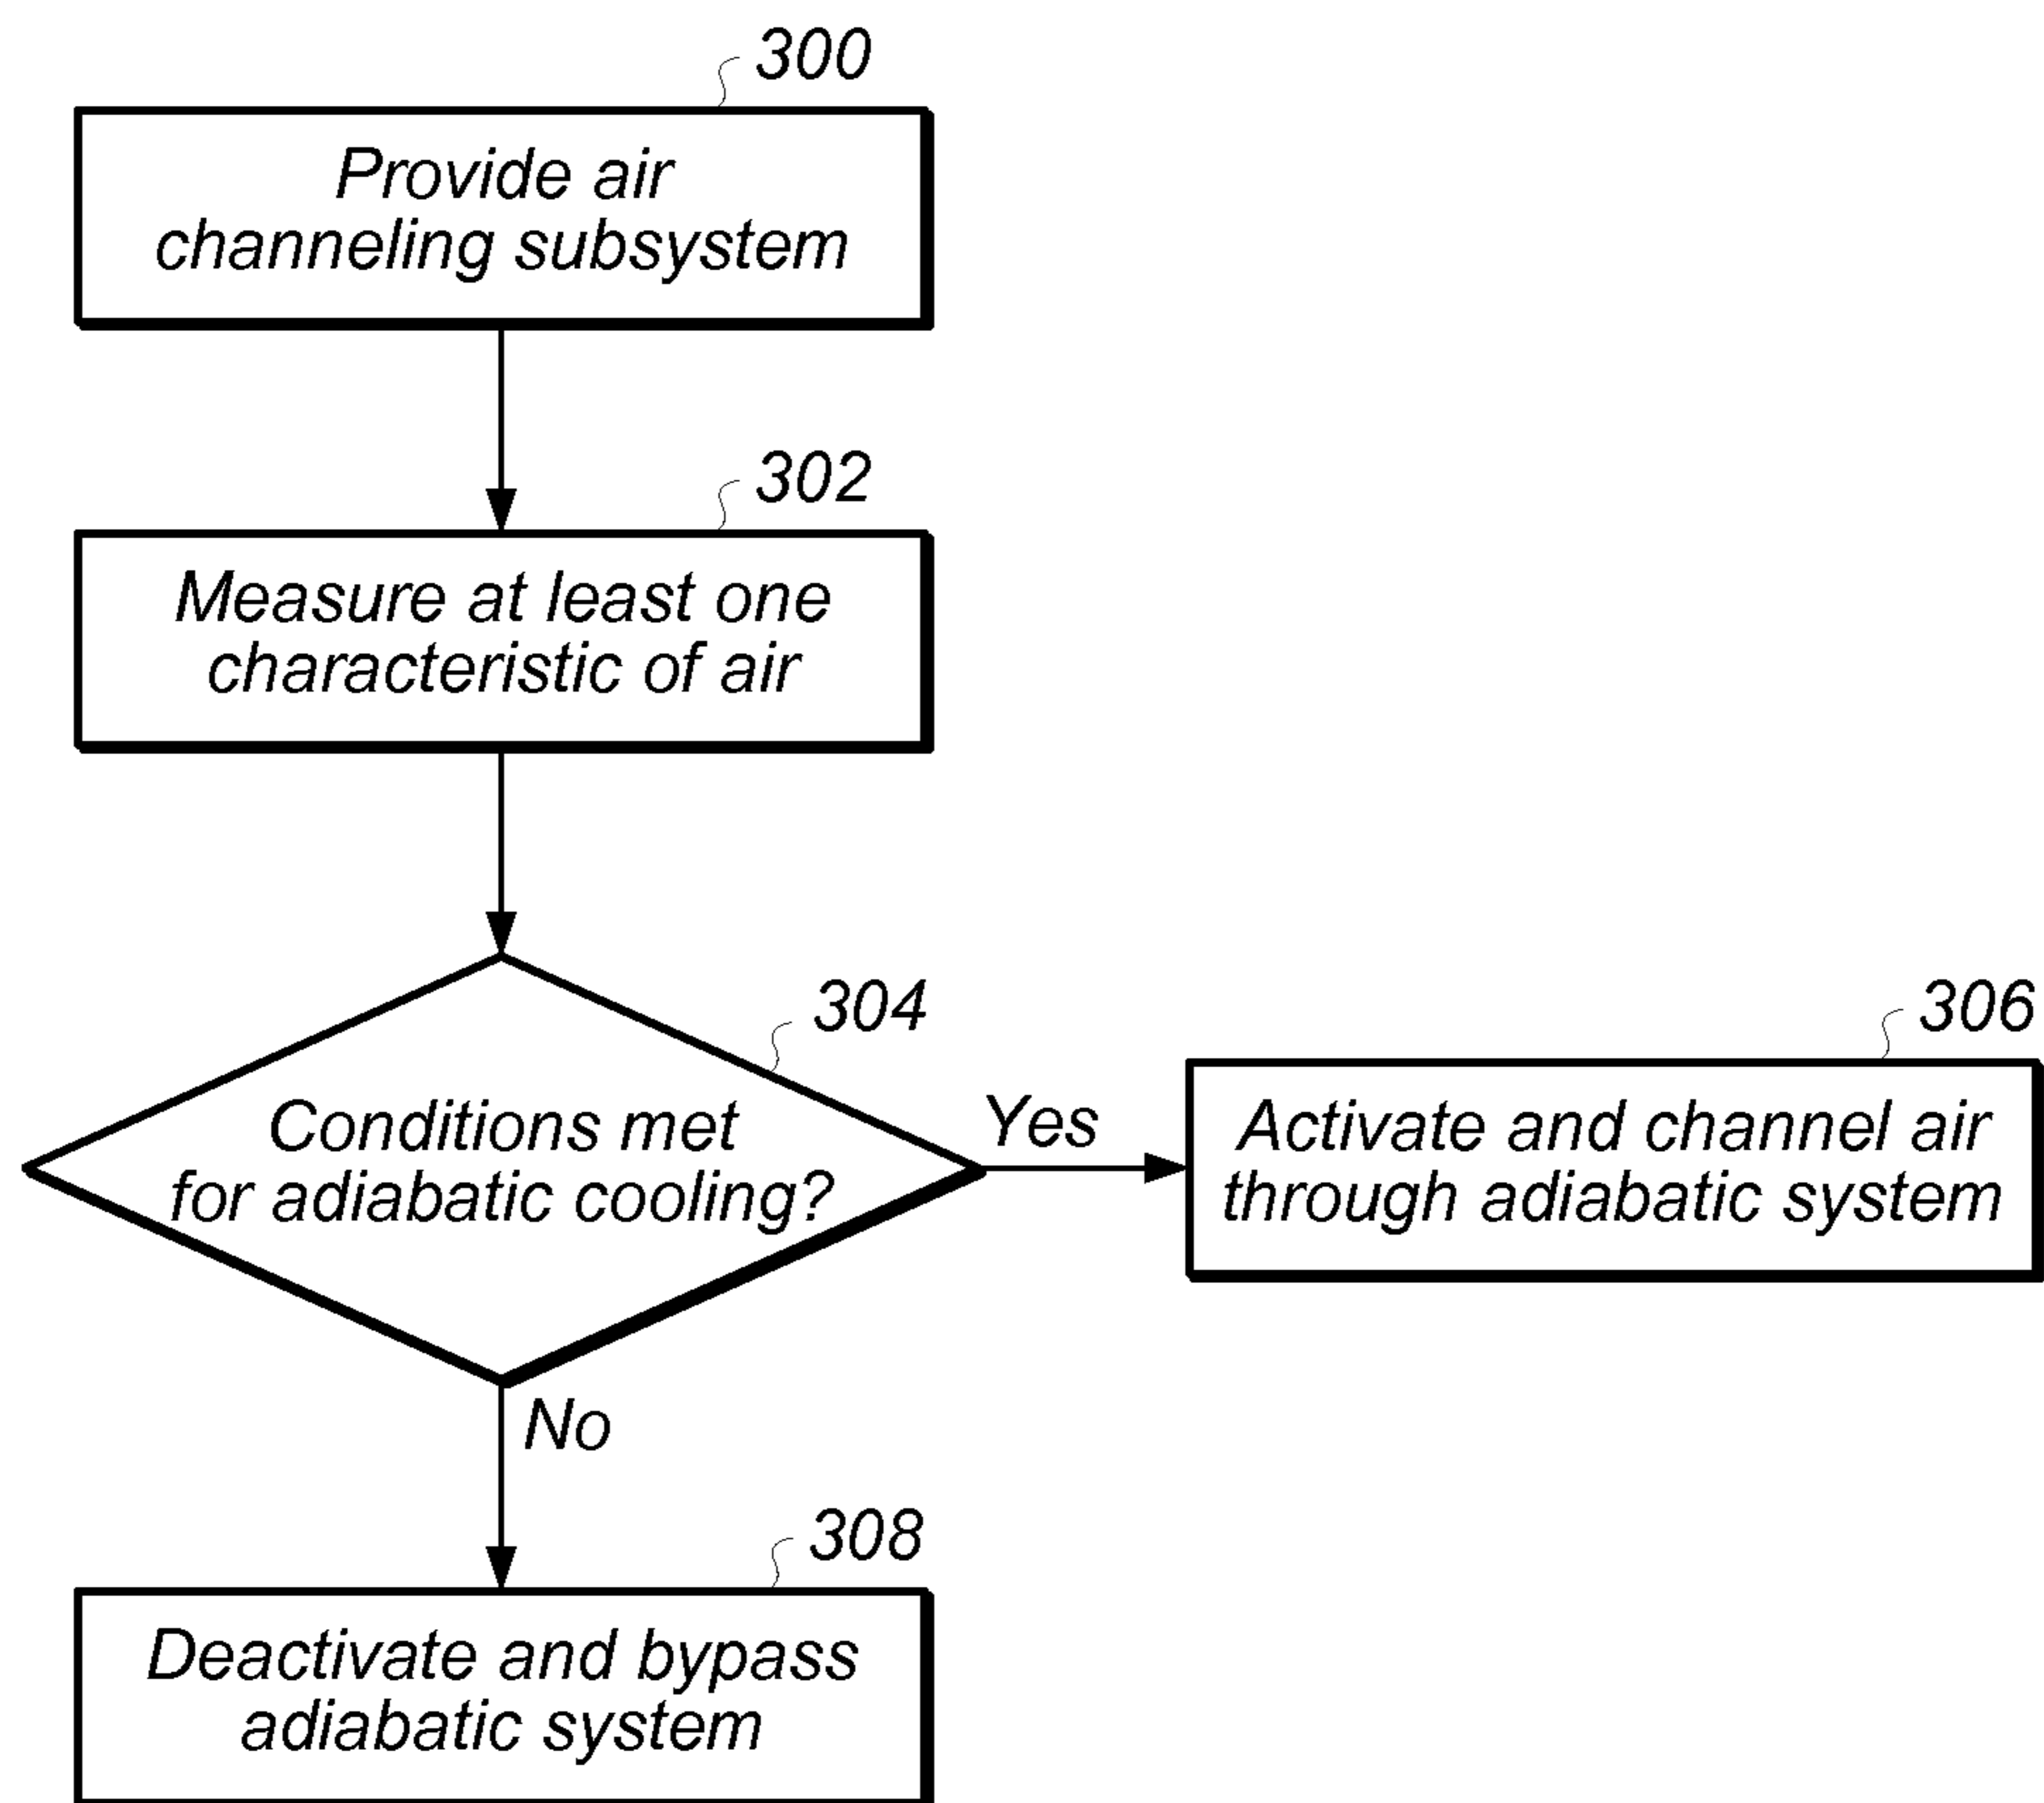 300
Provide air
channeling subsystem
302
Measure at least one
characteristic of air
304
Conditions met
for adiabatic cooling?
Yes
306
Activate and channel air
through adiabatic system
No
308
Deactivate and bypass
adiabatic system